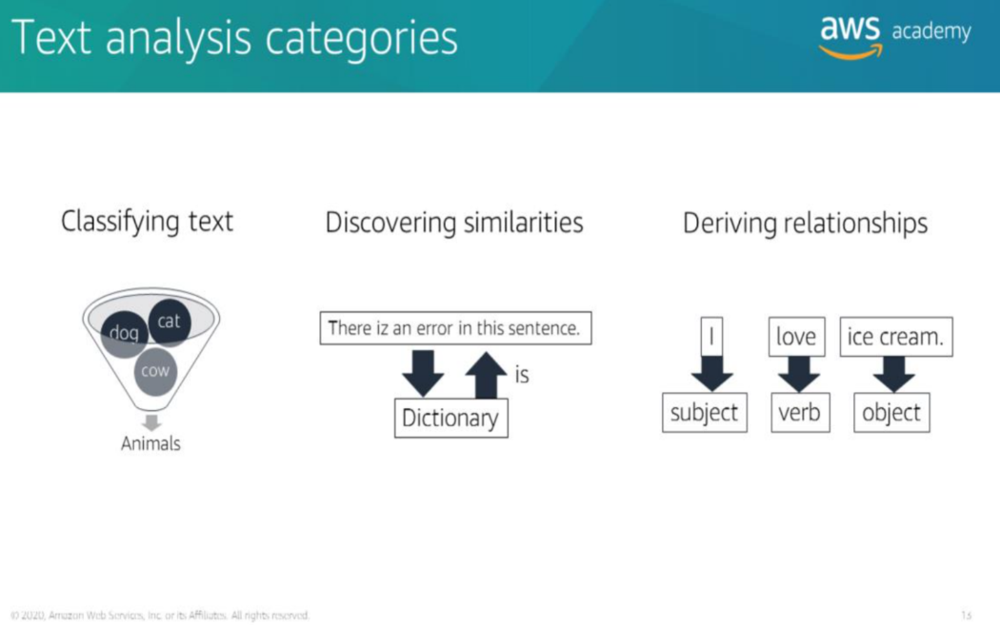 Text analysis categories
aws academy
Classifying text
dog
cat
cow
Animals
Discovering similarities
There iz an error in this sentence.
is
Dictionary
Deriving relationships
I love ice cream.
subject verb object
© 2020, Amazon Web Services, Inc. or its Affiliates. All rights reserved.
13